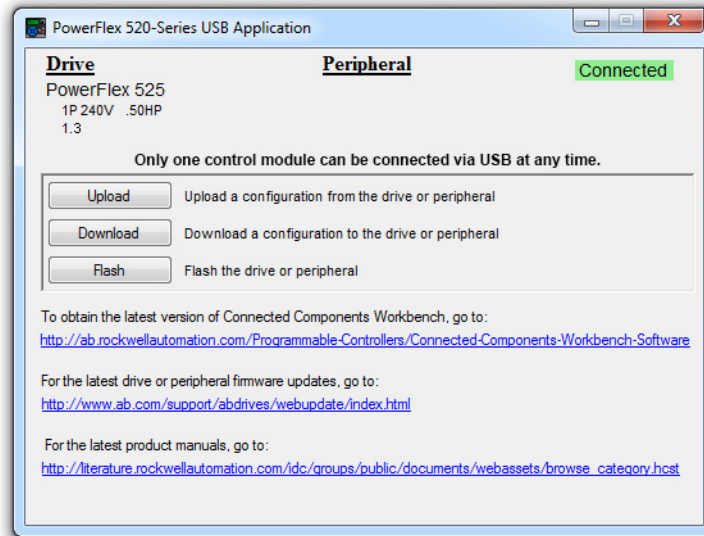 PowerFlex 520-Series USB Application
Drive
Peripheral
Connected
PowerFlex 525
1P 240V .50HP
1.3
Only one control module can be connected via USB at any time.
Upload Upload a configuration from the drive or peripheral
Download Download a configuration to the drive or peripheral
Flash Flash the drive or peripheral
To obtain the latest version of Connected Components Workbench, go to:
http://ab.rockwellautomation.com/Programmable-Controllers/Connected-Components-Workbench-Software
For the latest drive or peripheral firmware updates, go to:
http://www.ab.com/support/abdrives/webupdate/index.html
For the latest product manuals, go to:
http://literature.rockwellautomation.com/idc/groups/public/documents/webassets/browse_category.hcst